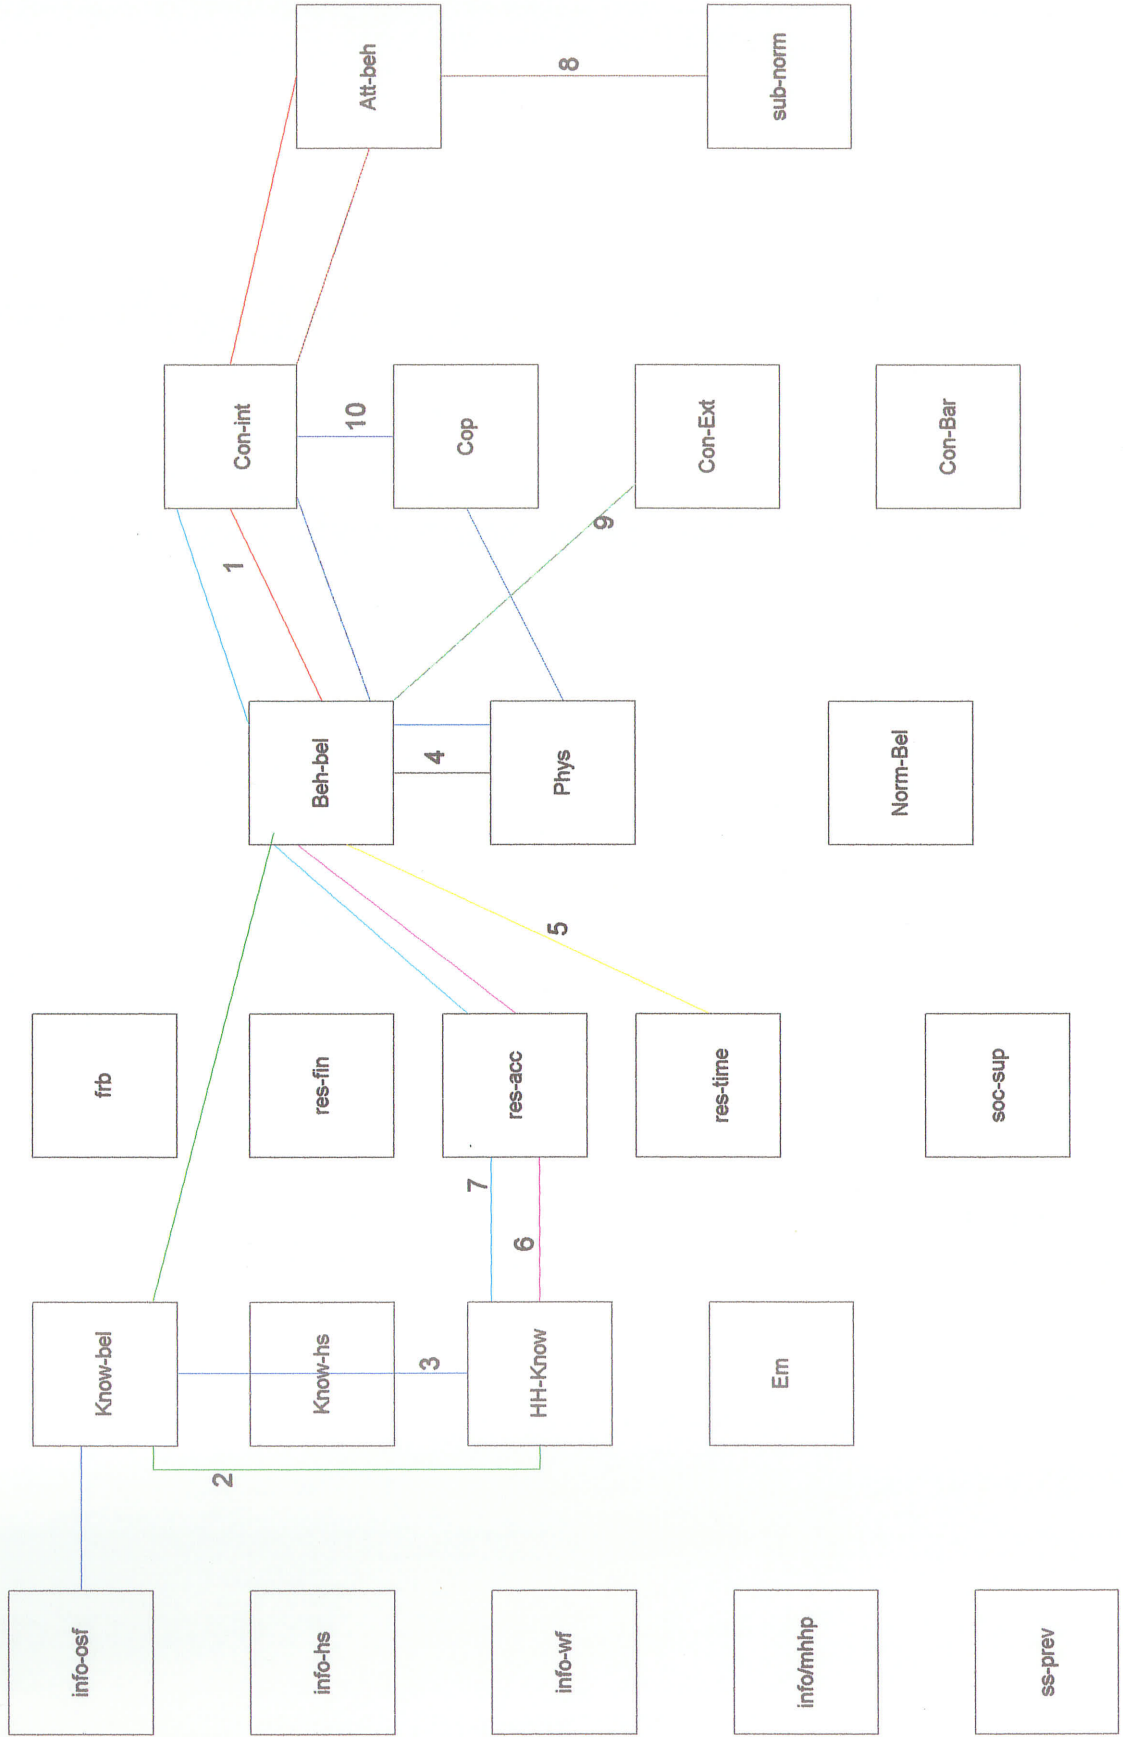 info-osf
info-hs
info-wf
info/mhhp
ss-prev
Know-bel
Know-hs
HH-Know
Em
2
3
frb
res-fin
res-acc
res-time
soc-sup
7
6
Beh-bel
Phys
Norm-Bel
5
4
Con-int
Cop
Con-Ext
Con-Bar
1
10
9
Att-beh
sub-norm
8